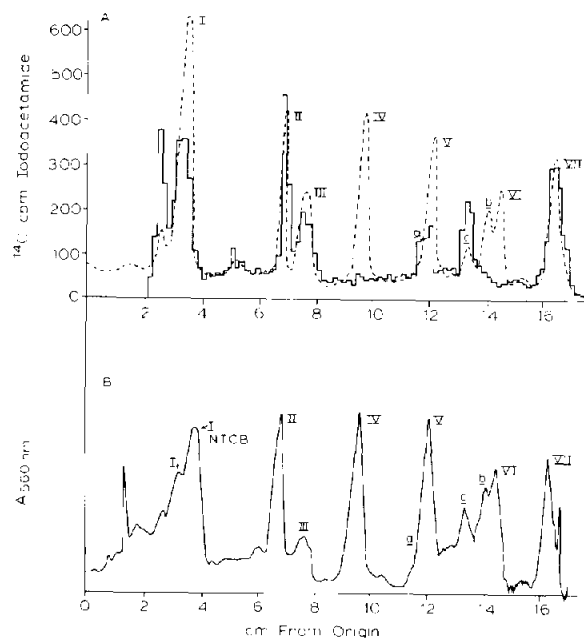 A
I
600
500
400
300
200
100
0
¹⁴C cpm Iodoacetamide
II
III
IV
V
a
c
b
VI
VII
2
4
6
8
10
12
14
16
B
A560 nm
I
I
NTCB
II
III
IV
V
a
c
b
VI
VII
0
2
4
6
8
10
12
14
16
cm From Origin